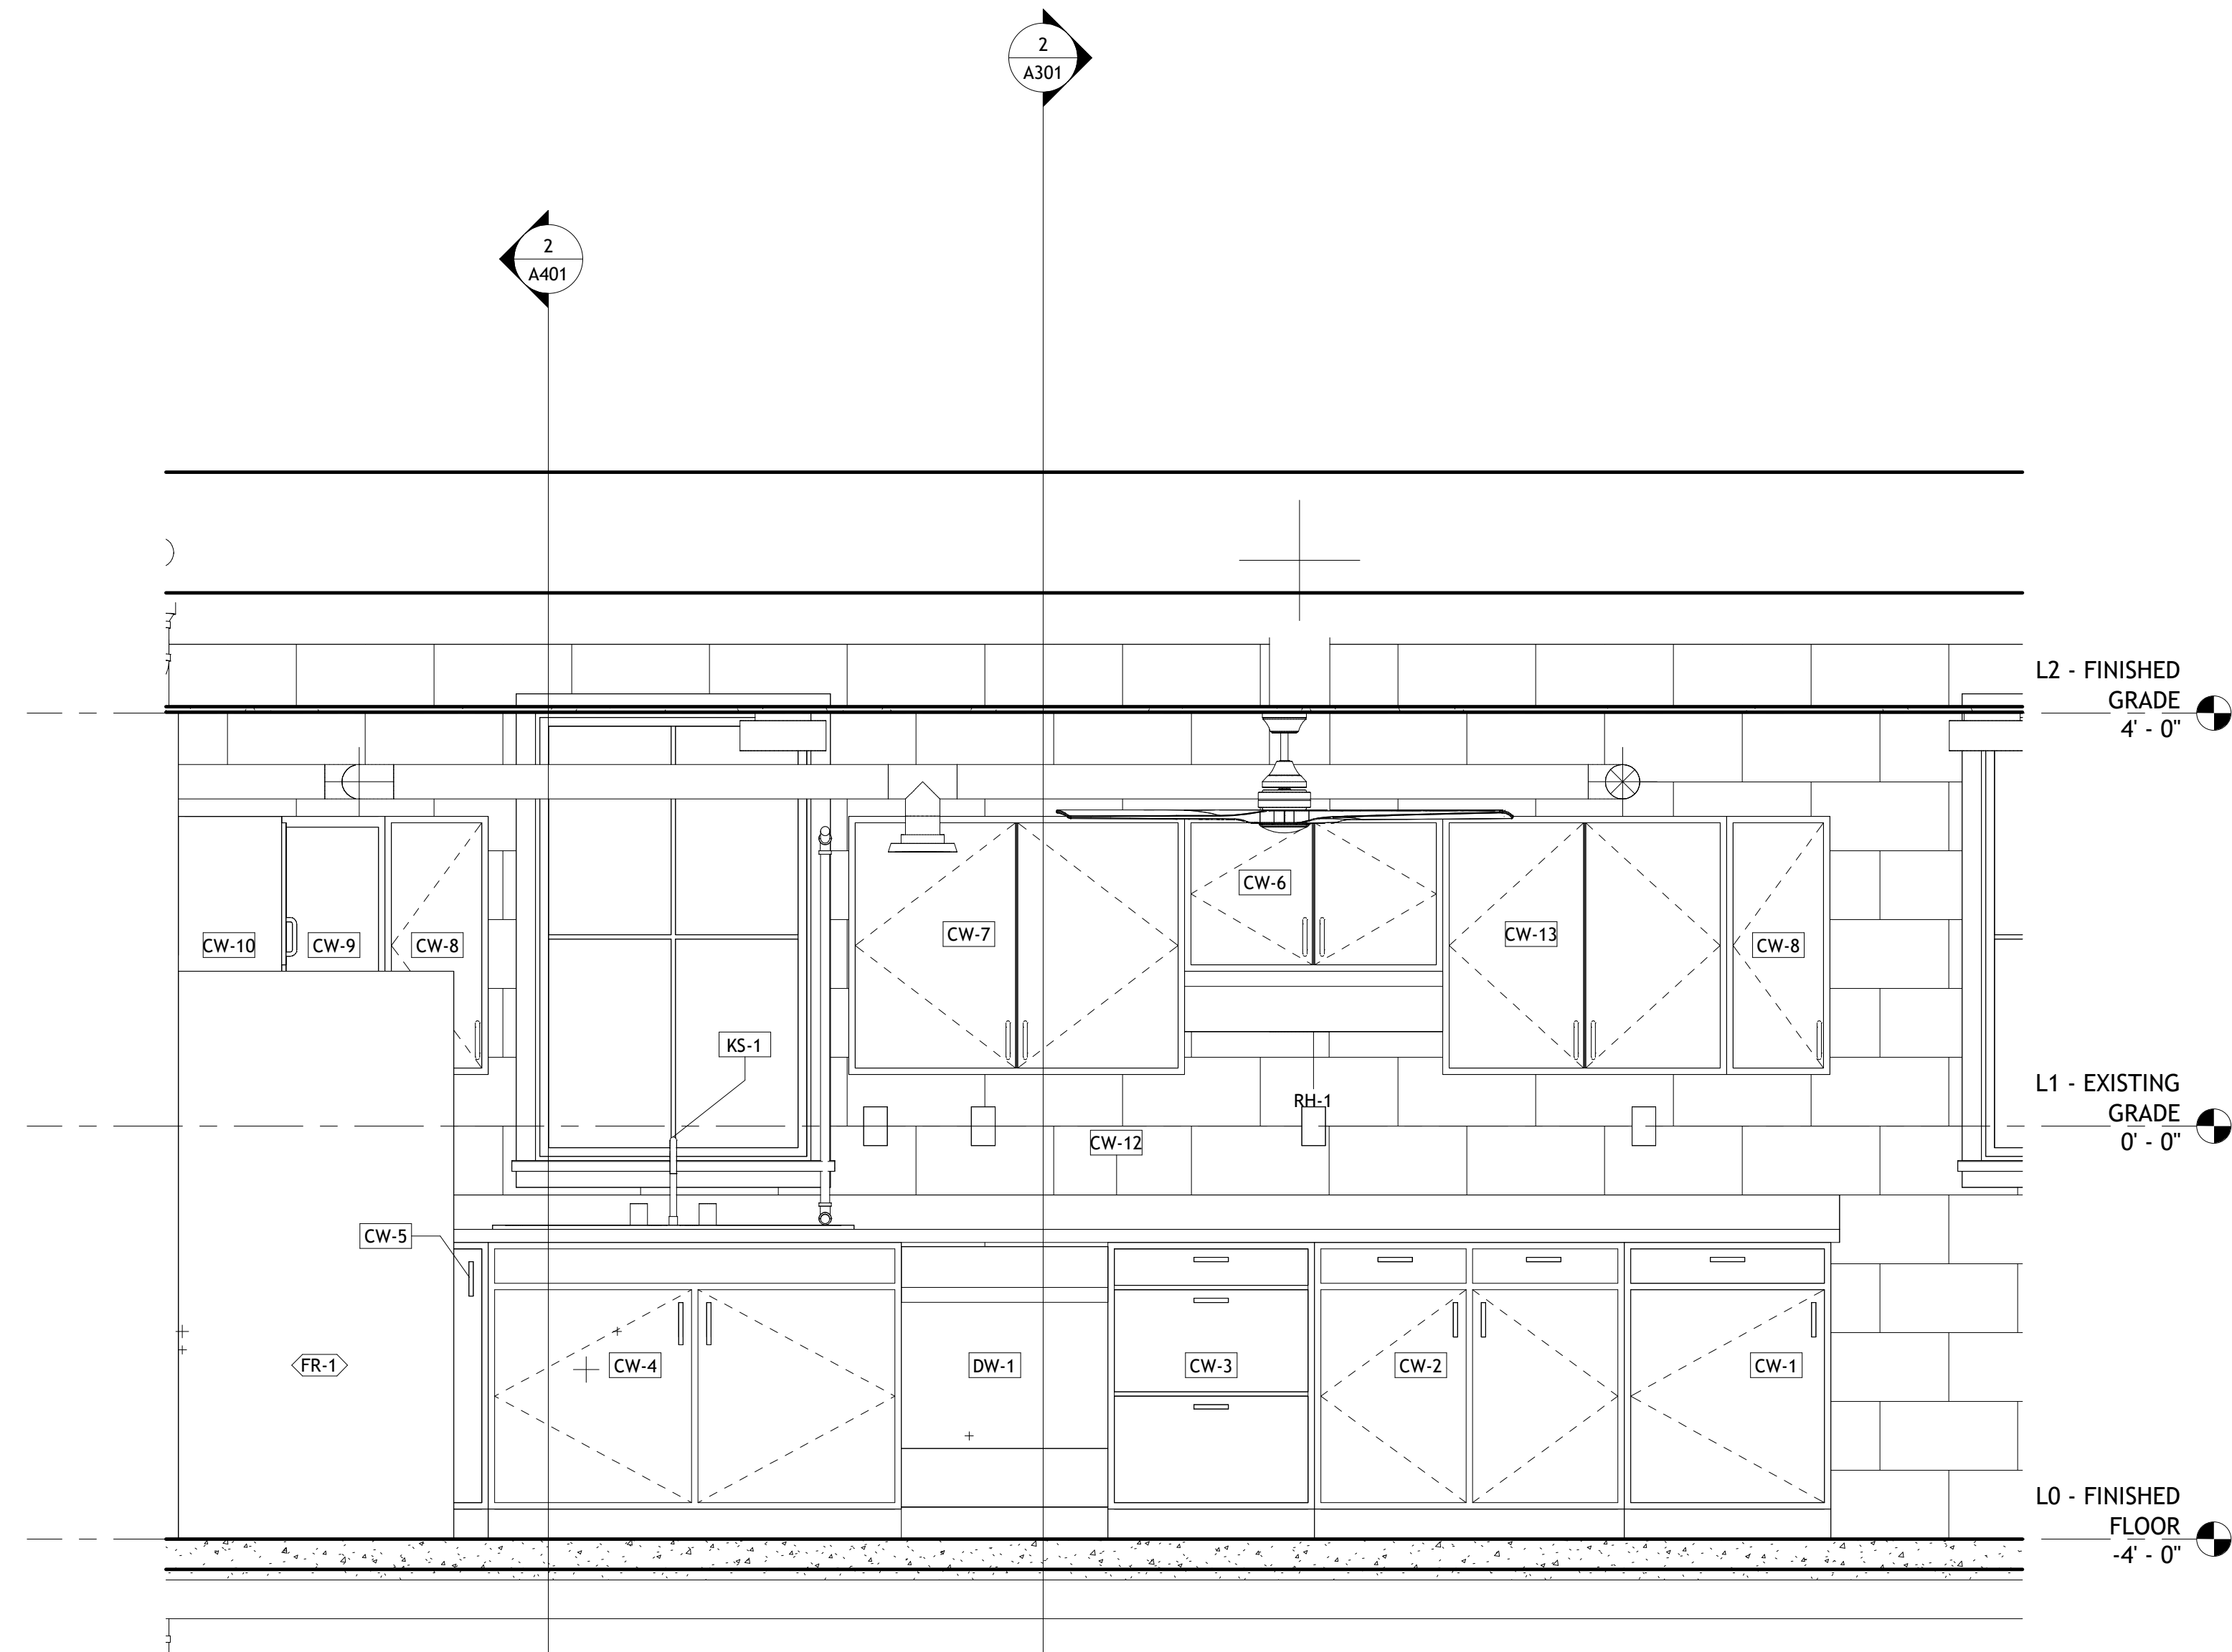 2
A301
2
A401
L2 - FINISHED
GRADE
4' - 0"
CW-6
CW-7
CW-13
CW-10
CW-9
CW-8
CW-8
KS-1
L1 - EXISTING
GRADE
0' - 0"
RH-1
CW-12
CW-5
FR-1
CW-4
DW-1
CW-3
CW-2
CW-1
L0 - FINISHED
FLOOR
-4' - 0"